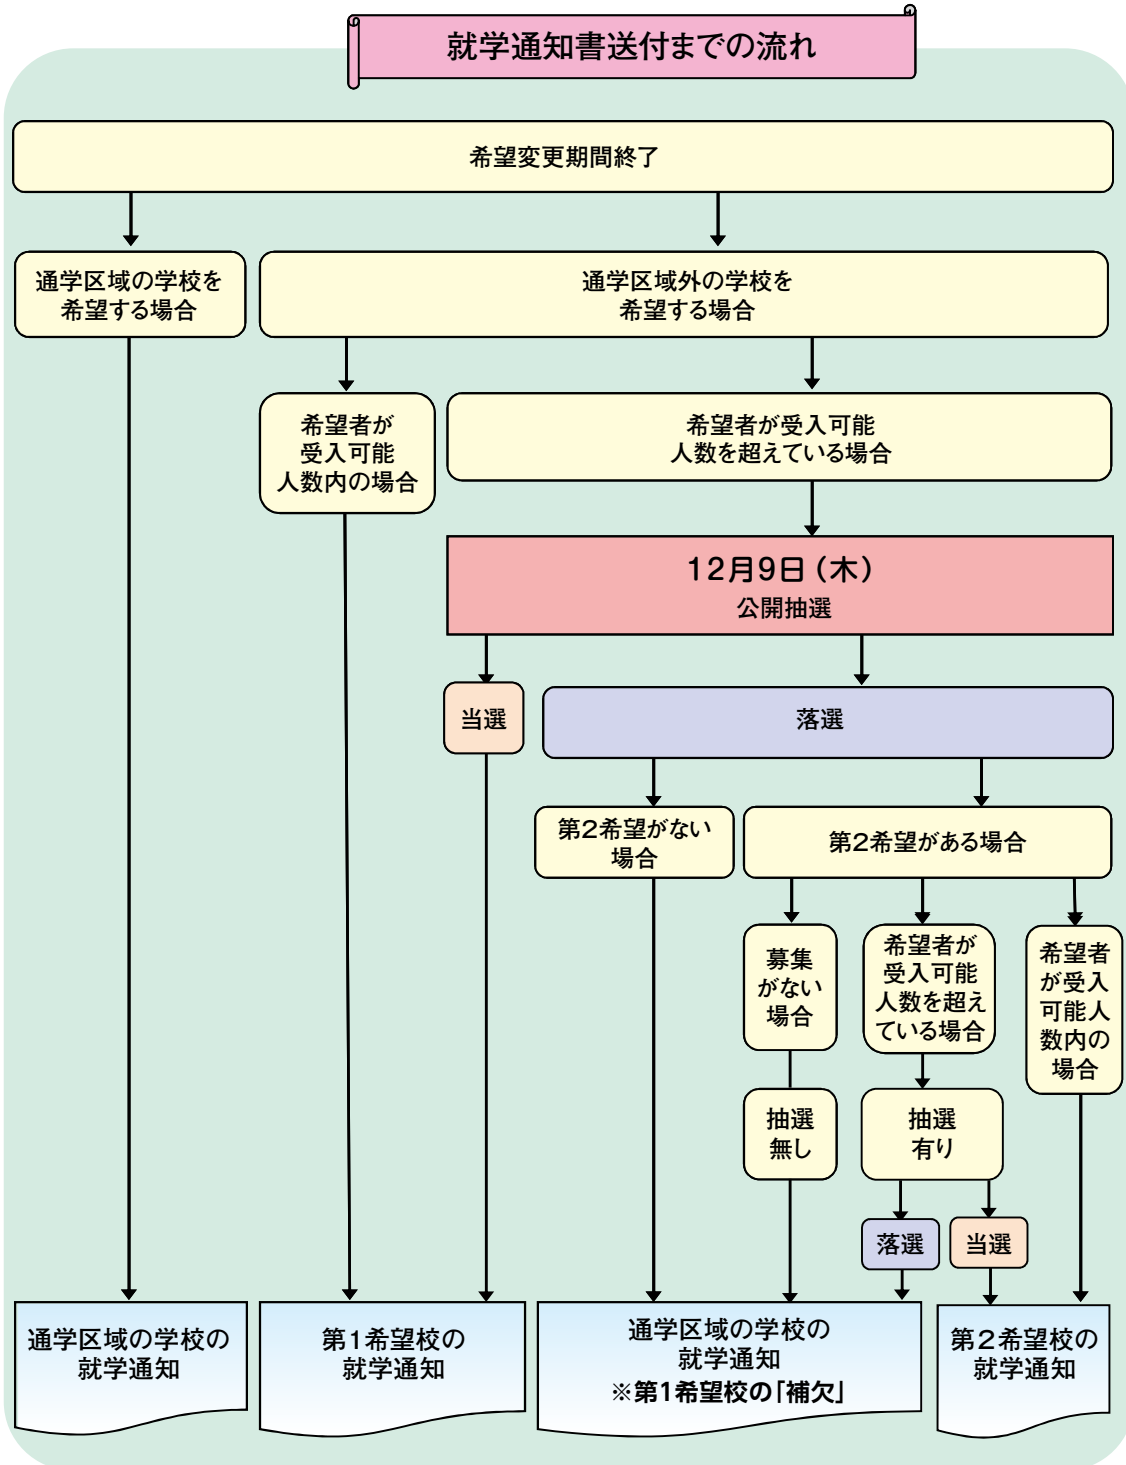 就学通知書送付までの流れ
希望変更期間終了
通学区域の学校を
希望する場合
通学区域外の学校を
希望する場合
希望者が
受入可能
人数内の場合
希望者が受入可能
人数を超えている場合
12月9日(木)
公開抽選
当選
落選
第2希望がない
場合
第2希望がある場合
募集
がない
場合
希望者が
受入可能
人数を超え
ている場合
希望者
が受入
可能人
数内の
場合
抽選
無し
抽選
有り
落選
当選
通学区域の学校の
就学通知
第1希望校の
就学通知
通学区域の学校の
就学通知
※第1希望校の「補欠」
第2希望校の
就学通知